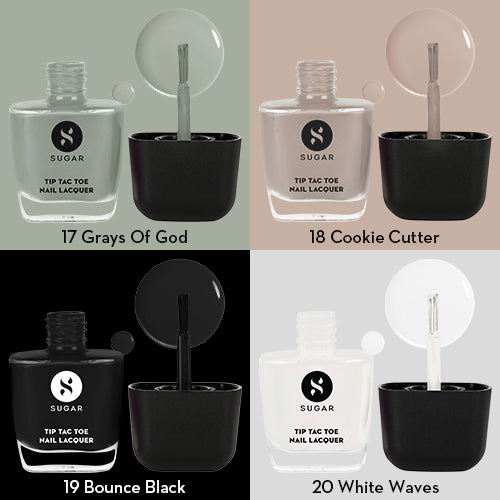 SUGAR
TIP TAC TOE
NAIL LACQUER
17 Grays Of God
SUGAR
TIP TAC TOE
NAIL LACQUER
18 Cookie Cutter
SUGAR
TIP TAC TOE
NAIL LACQUER
19 Bounce Black
SUGAR
TIP TAC TOE
NAIL LACQUER
20 White Waves